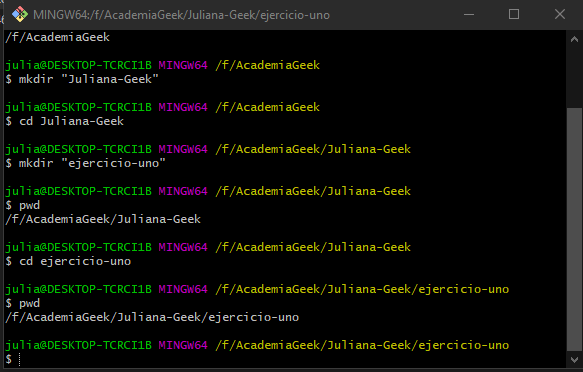 MINGW64:/f/AcademiaGeek/Juliana-Geek/ejercicio-uno
/f/AcademiaGeek
julia@DESKTOP-TCRCI1B MINGW64 /f/AcademiaGeek
$ mkdir "Juliana-Geek"
julia@DESKTOP-TCRCI1B MINGW64 /f/AcademiaGeek
$ cd Juliana-Geek
julia@DESKTOP-TCRCI1B MINGW64 /f/AcademiaGeek/Juliana-Geek
$ mkdir "ejercicio-uno"
julia@DESKTOP-TCRCI1B MINGW64 /f/AcademiaGeek/Juliana-Geek
$ pwd
/f/AcademiaGeek/Juliana-Geek
julia@DESKTOP-TCRCI1B MINGW64 /f/AcademiaGeek/Juliana-Geek
$ cd ejercicio-uno
julia@DESKTOP-TCRCI1B MINGW64 /f/AcademiaGeek/Juliana-Geek/ejercicio-uno
$ pwd
/f/AcademiaGeek/Juliana-Geek/ejercicio-uno
julia@DESKTOP-TCRCI1B MINGW64 /f/AcademiaGeek/Juliana-Geek/ejercicio-uno
$